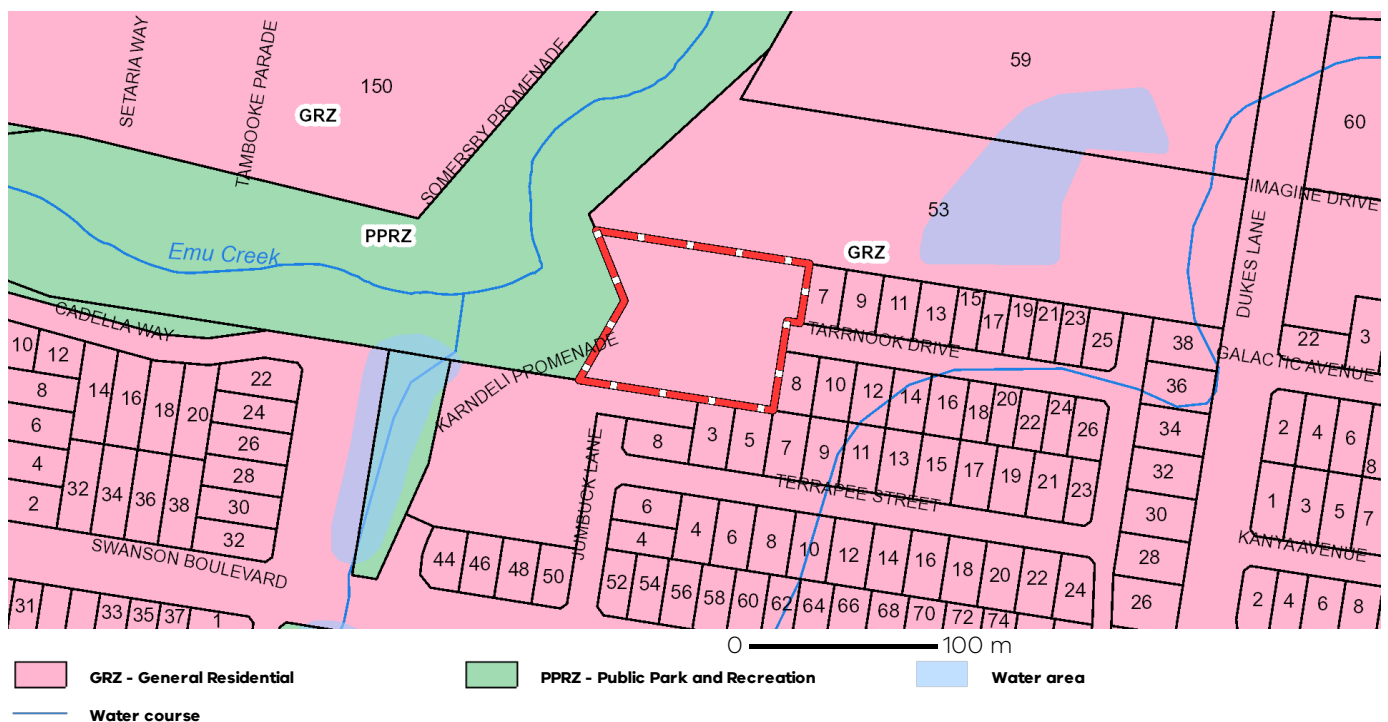 SETARIA WAY
TAMBOOKE PARADE
150
GRZ
SOMERSBY PROMENADE
59
60
IMAGINE DRIVE
53
PPRZ
GRZ
Emu Creek
DUKES LANE
CADELLA WAY
7 9 11 13 15 17 19 21 23 25
TARRNOOK DRIVE
38
22 3
GALACTIC AVENUE
36
10 12
8
6
4
2
14 16 18 20
22
24
26
28
30
32
32 34 36 38
KARNDELI PROMENADE
8 10 12 14 16 18 20 22 24 26
34
32
30
28
26
2 4 6 8
1 3 5 7
8 3 5 7 9 11 13 15 17 19 21 23
JUMBUCK LANE
TERRAPEE STREET
KANYA AVENUE
SWANSON BOULEVARD
6
4
4 6 8 10 12 14 16 18 20 22 24
44 46 48 50
52 54 56 58 60 62 64 66 68 70 72 74
2 4 6 8
31 33 35 37 1
0 100 m
GRZ - General Residential
PPRZ - Public Park and Recreation
Water area
Water course